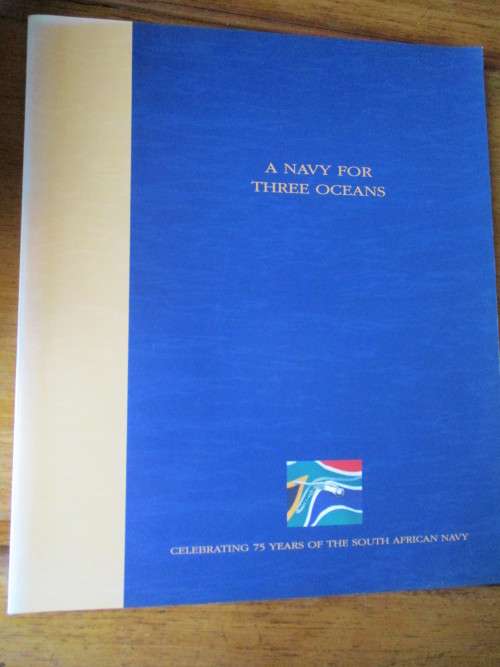 A NAVY FOR
THREE OCEANS
CELEBRATING 75 YEARS OF THE SOUTH AFRICAN NAVY